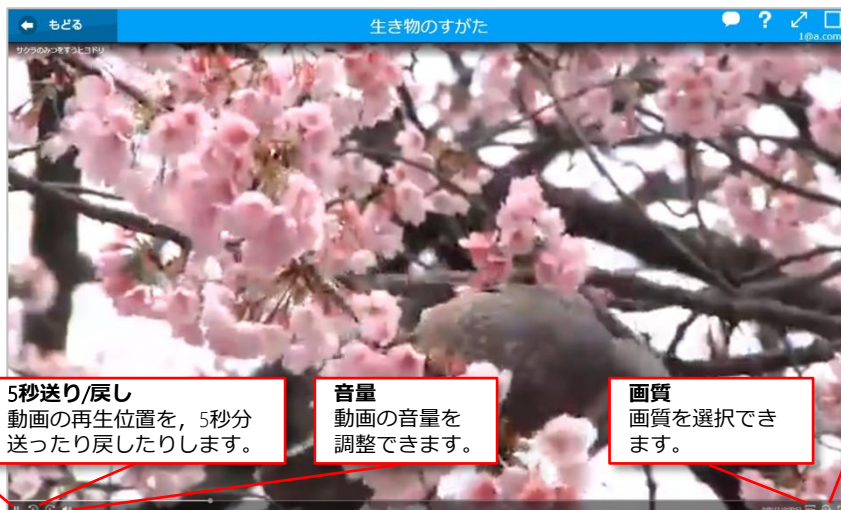 もどる
生き物のすがた
?
1@a.com
サクラのみつをすうヒヨドリ
5秒送り/戻し
動画の再生位置を，5秒分
送ったり戻したりします。
音量
動画の音量を
調整できます。
画質
画質を選択でき
ます。